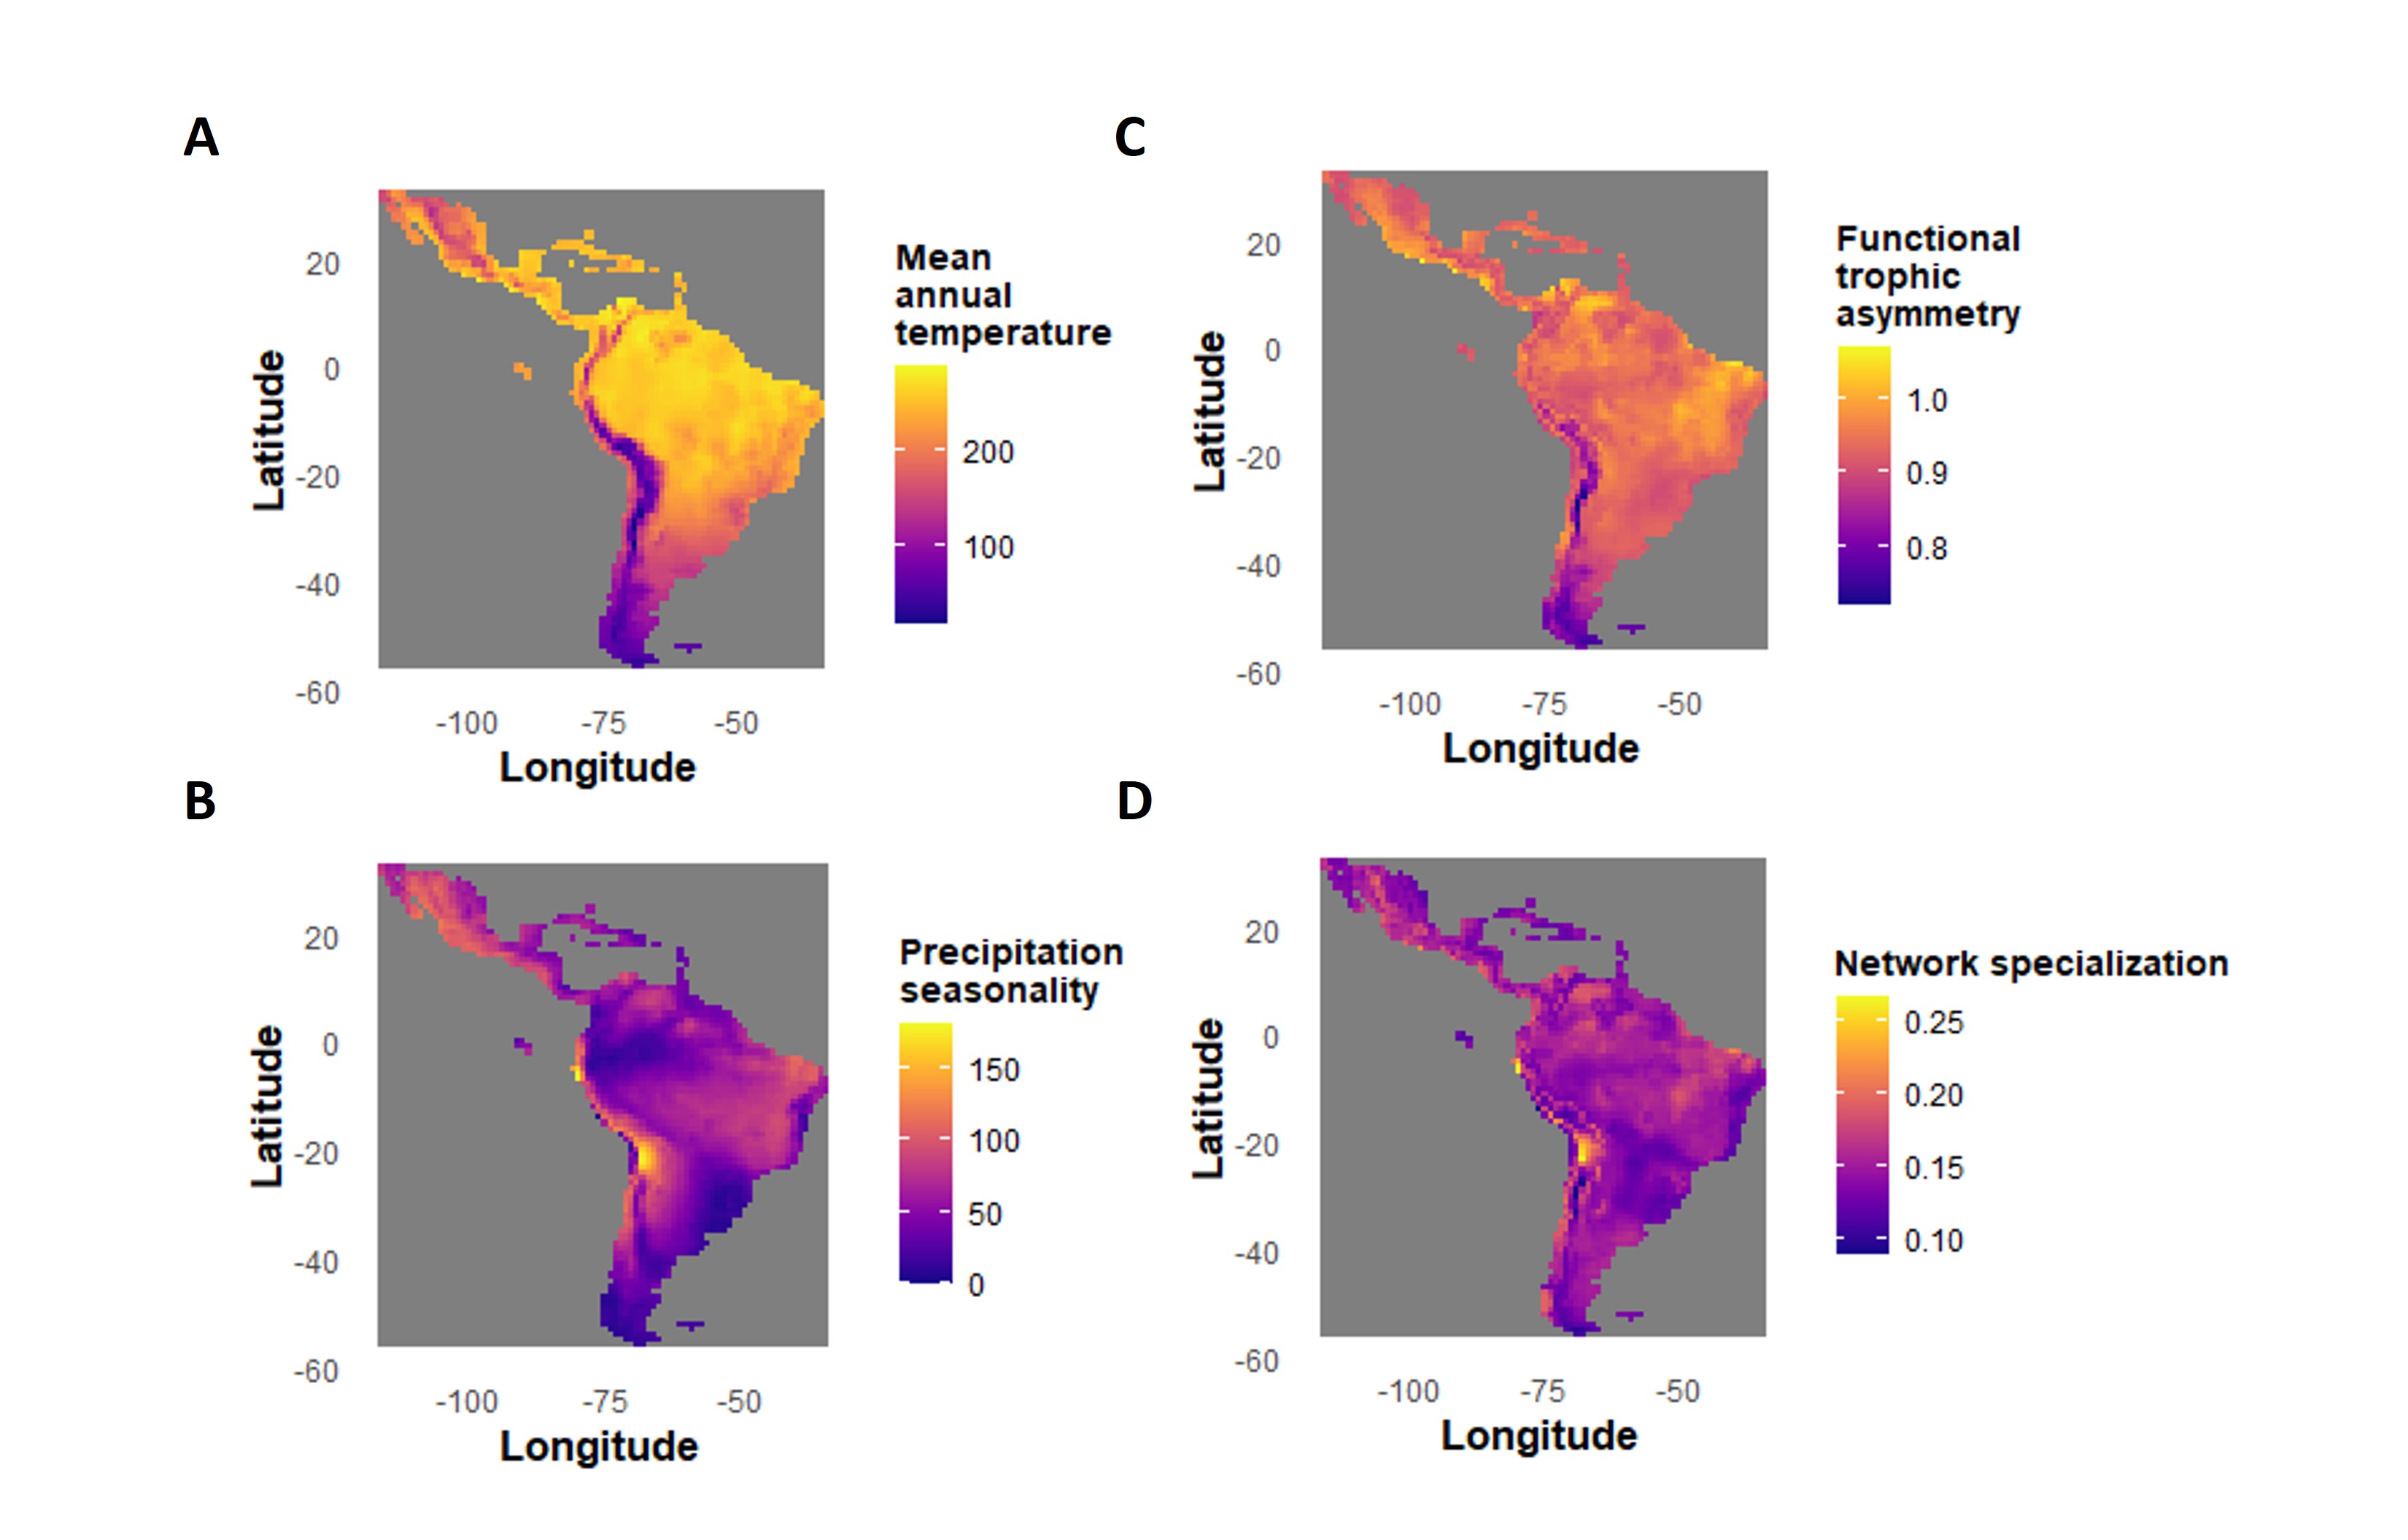 A
Latitude
20
0
-20
-40
-60
-100 -75 -50
Longitude
Mean
annual
temperature
200
100
C
Latitude
20
0
-20
-40
-60
-100 -75 -50
Longitude
Functional
trophic
asymmetry
1.0
0.9
0.8
B
Latitude
20
0
-20
-40
-60
-100 -75 -50
Longitude
Precipitation
seasonality
150
100
50
0
D
Latitude
20
0
-20
-40
-60
-100 -75 -50
Longitude
Network specialization
0.25
0.20
0.15
0.10